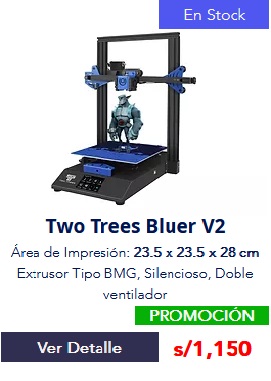 En Stock
Two Trees Bluer V2
Área de Impresión: 23.5 x 23.5 x 28 cm
Extrusor Tipo BMG, Silencioso, Doble
ventilador
PROMOCIÓN
Ver Detalle
s/1,150